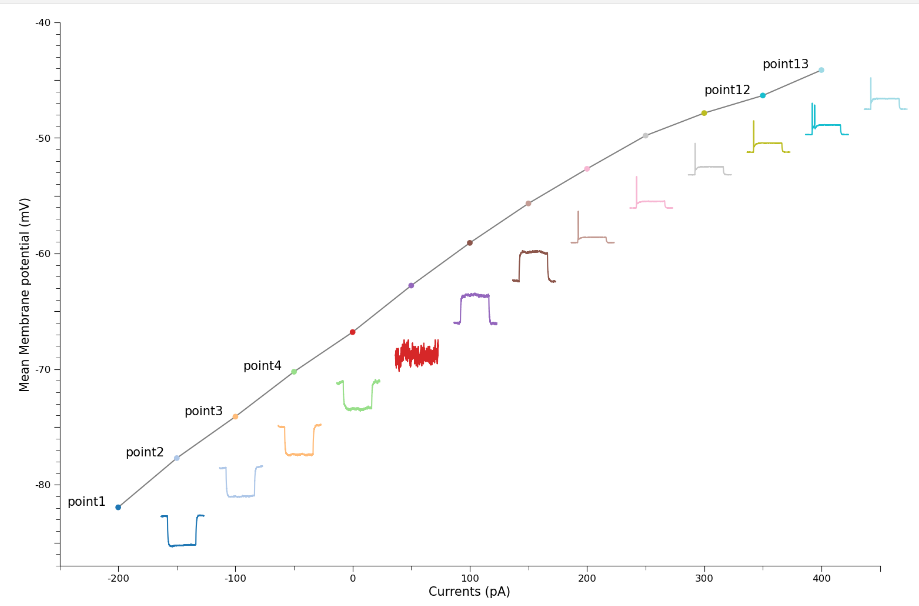 -40
point13
point12
-50
-60
Mean Membrane potential (mV)
point4
-70
point3
point2
-80
point1
-200 -100 0 100 200 300 400
Currents (pA)